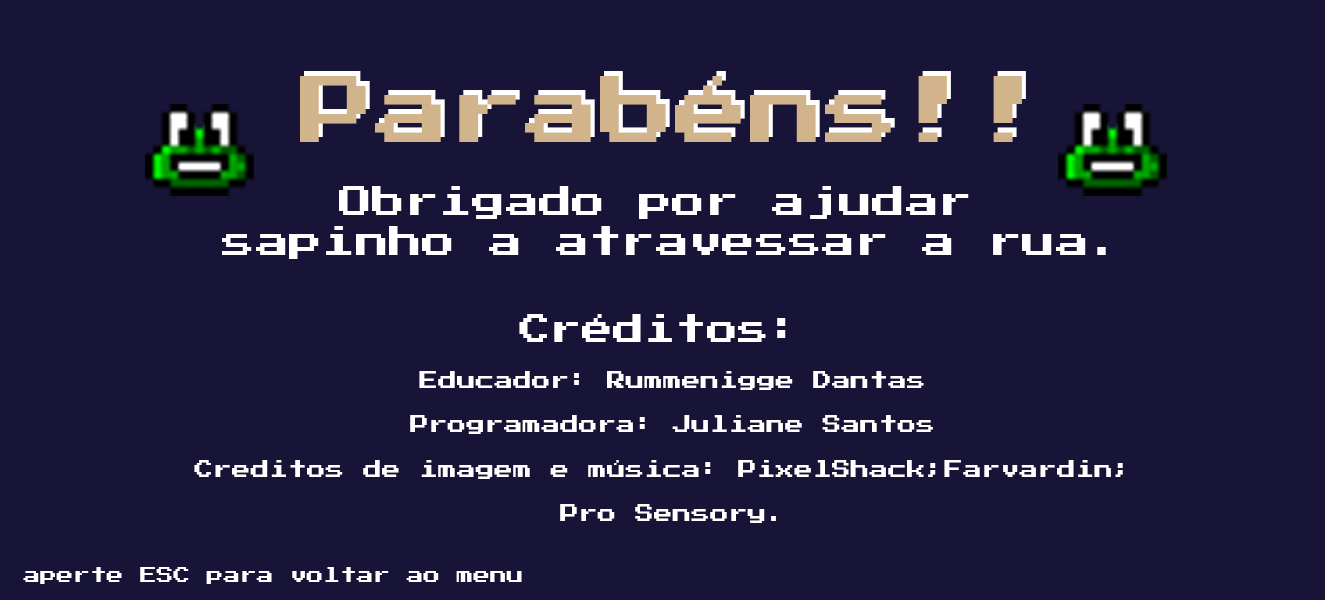 Parabéns!!
Obrigado por ajudar
sapinho a atravessar a rua.
Créditos:
Educador: Rummenigge Dantas
Programadora: Juliane Santos
Creditos de imagem e música: PixelShack;Farvardin;
Pro Sensory.
aperte ESC para voltar ao menu